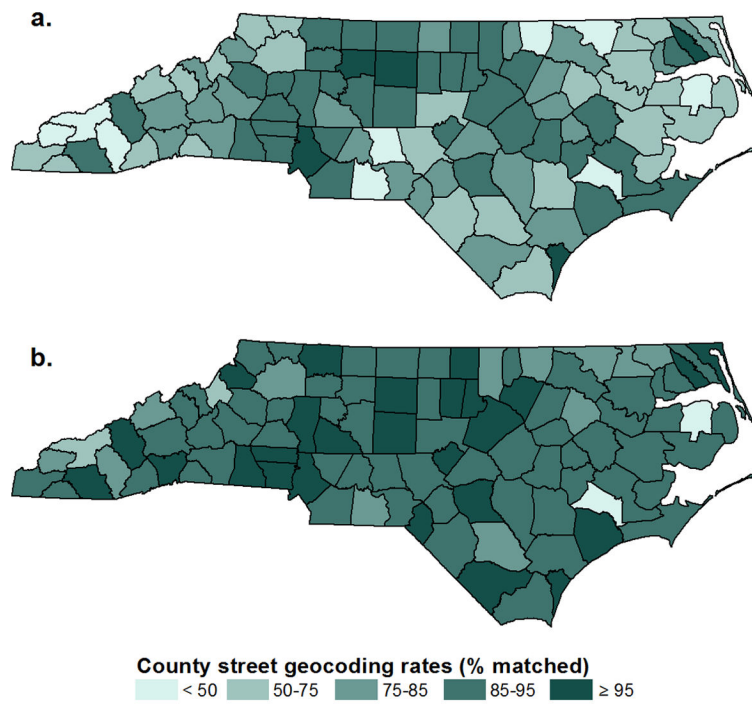 a.
b.
County street geocoding rates (% matched)
< 50 50-75 75-85 85-95 ≥ 95